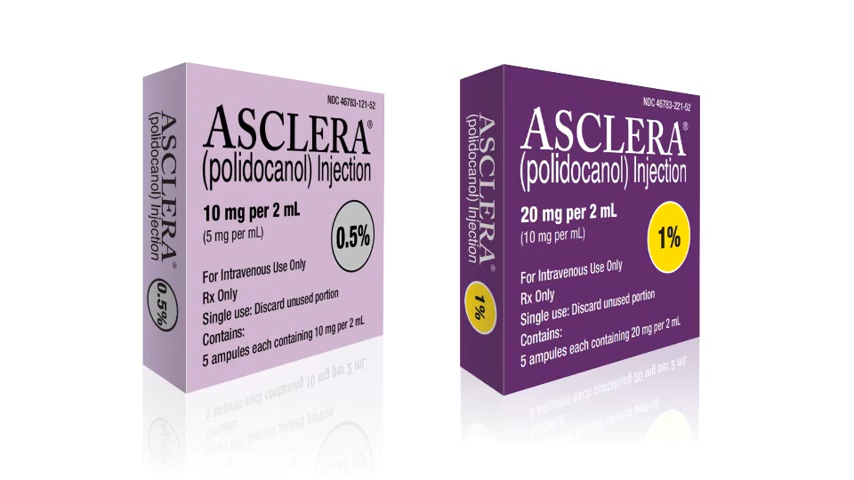 ASCLERA®
(polidocanol) Injection
0.5%
NDC 46783-121-52
ASCLERA®
(polidocanol) Injection
10 mg per 2 mL
(5 mg per mL)
0.5%
For Intravenous Use Only
Rx Only
Single use: Discard unused portion
Contains:
5 ampules each containing 10 mg per 2 mL
ASCLERA®
(polidocanol) Injection
1%
NDC 46783-221-52
ASCLERA®
(polidocanol) Injection
20 mg per 2 mL
(10 mg per mL)
1%
For Intravenous Use Only
Rx Only
Single use: Discard unused portion
Contains:
5 ampules each containing 20 mg per 2 mL